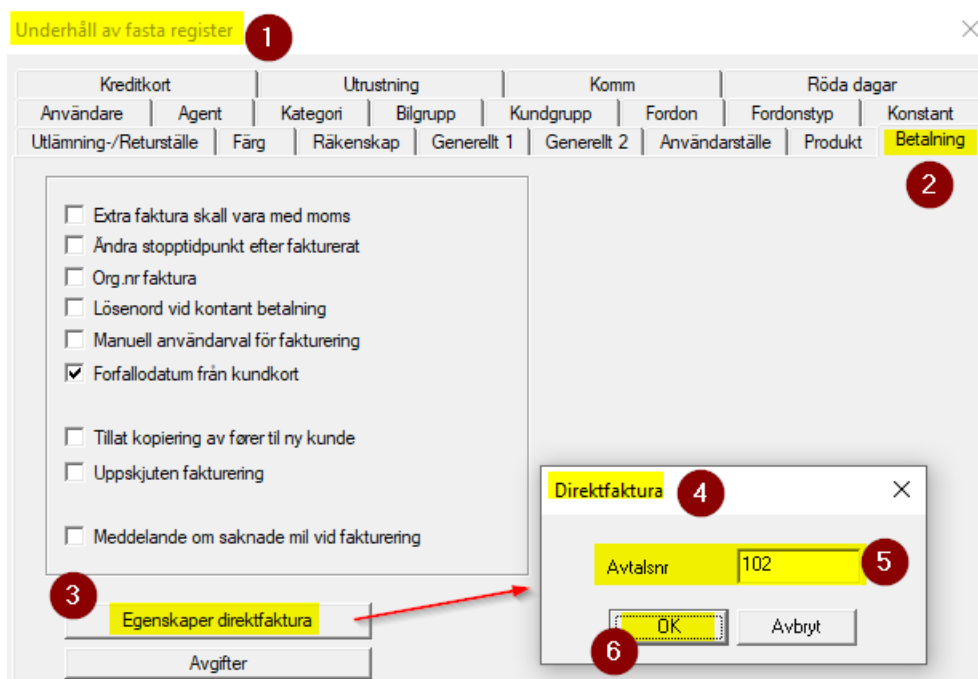 Underhåll av fasta register
1
Kreditkort Utrustning Komm Röda dagar
Användare Agent Kategori Bilgrupp Kundgrupp Fordon Fordonstyp Konstant
Utlämning-/Returställe Färg Räkenskap Generellt 1 Generellt 2 Användarställe Produkt Betalning
2
Extra faktura skall vara med moms
Ändra stopptidpunkt efter fakturerat
Org.nr faktura
Lösenord vid kontant betalning
Manuell användarval för fakturering
Forfallodatum från kundkort
Tillat kopiering av fører til ny kunde
Uppskjuten fakturering
Meddelande om saknade mil vid fakturering
3
Egenskaper direktfaktura
Avgifter
Direktfaktura
4
Avtalsnr 102
5
OK Avbryt
6